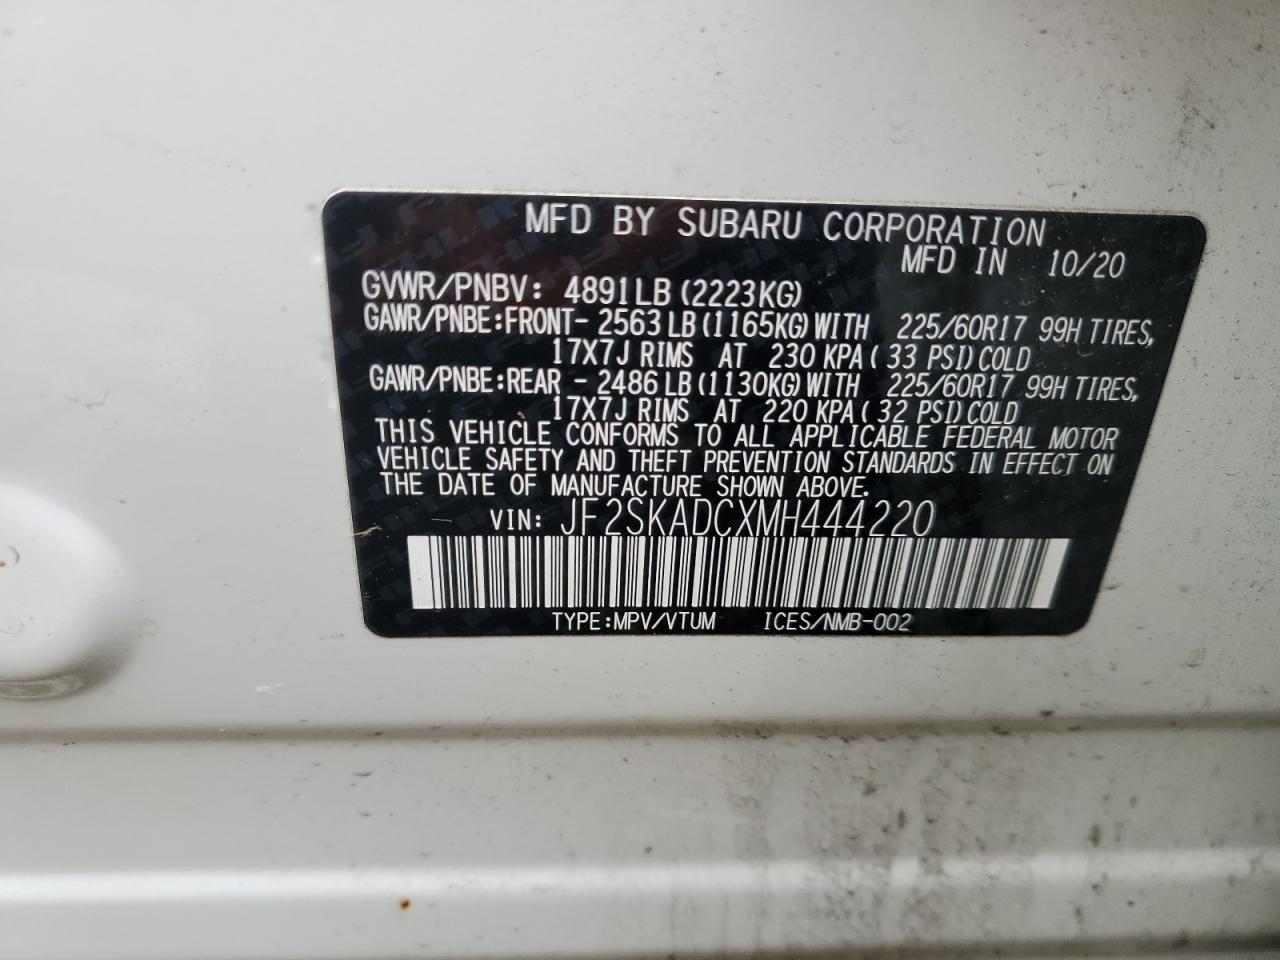 MFD BY SUBARU CORPORATION
MFD IN 10/20
GVWR/PNBV: 4891LB (2223KG)
GAWR/PNBE:FRONT- 2563 LB (1165KG) WITH 225/60R17 99H TIRES,
17X7J RIMS AT 230 KPA ( 33 PSI) COLD
GAWR/PNBE:REAR - 2486 LB (1130KG) WITH 225/60R17 99H TIRES,
17X7J RIMS AT 220 KPA ( 32 PSI) COLD
THIS VEHICLE CONFORMS TO ALL APPLICABLE FEDERAL MOTOR
VEHICLE SAFETY AND THEFT PREVENTION STANDARDS IN EFFECT ON
THE DATE OF MANUFACTURE SHOWN ABOVE.
VIN: JF2SKADCXMH444220
TYPE:MPV/VTUM ICES/NMB-002